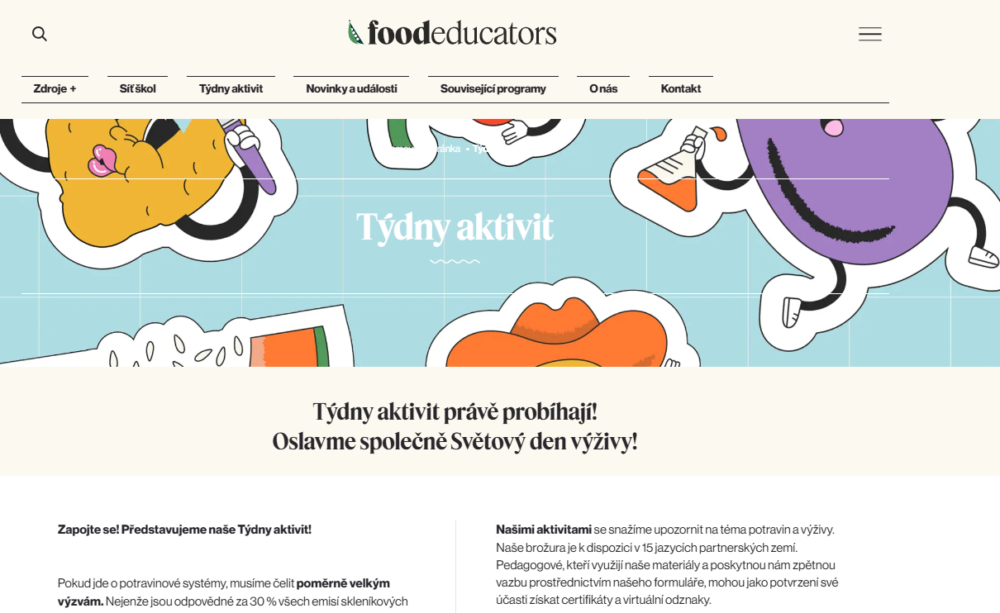 foodeducators
Zdroje +
Síť škol
Týdny aktivit
Novinky a události
Související programy
O nás
Kontakt
Týdny aktivit
Týdny aktivit právě probíhají!
Oslavme společně Světový den výživy!
Zapojte se! Představujeme naše Týdny aktivit!
Pokud jde o potravinové systémy, musíme čelit poměrně velkým
výzvám. Nejenže jsou odpovědné za 30 % všech emisí skleníkových
Našimi aktivitami se snažíme upozornit na téma potravin a výživy.
Naše brožura je k dispozici v 15 jazycích partnerských zemí.
Pedagogové, kteří využijí naše materiály a poskytnou nám zpětnou
vazbu prostřednictvím našeho formuláře, mohou jako potvrzení své
účasti získat certifikáty a virtuální odznaky.